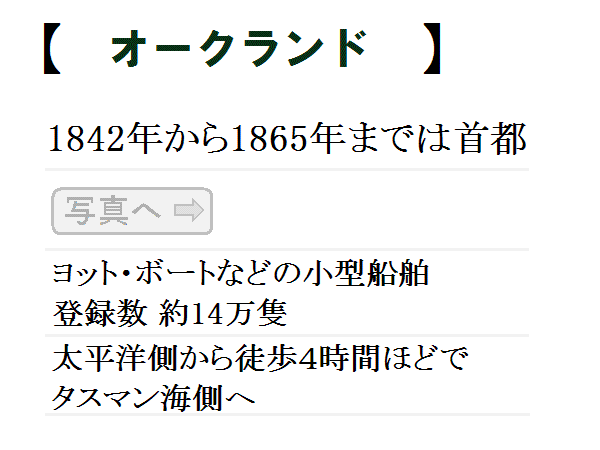 【 オークランド 】
1842年から1865年までは首都
写真へ
ヨット・ボートなどの小型船舶
登録数 約14万隻
太平洋側から徒歩4時間ほどで
タスマン海側へ